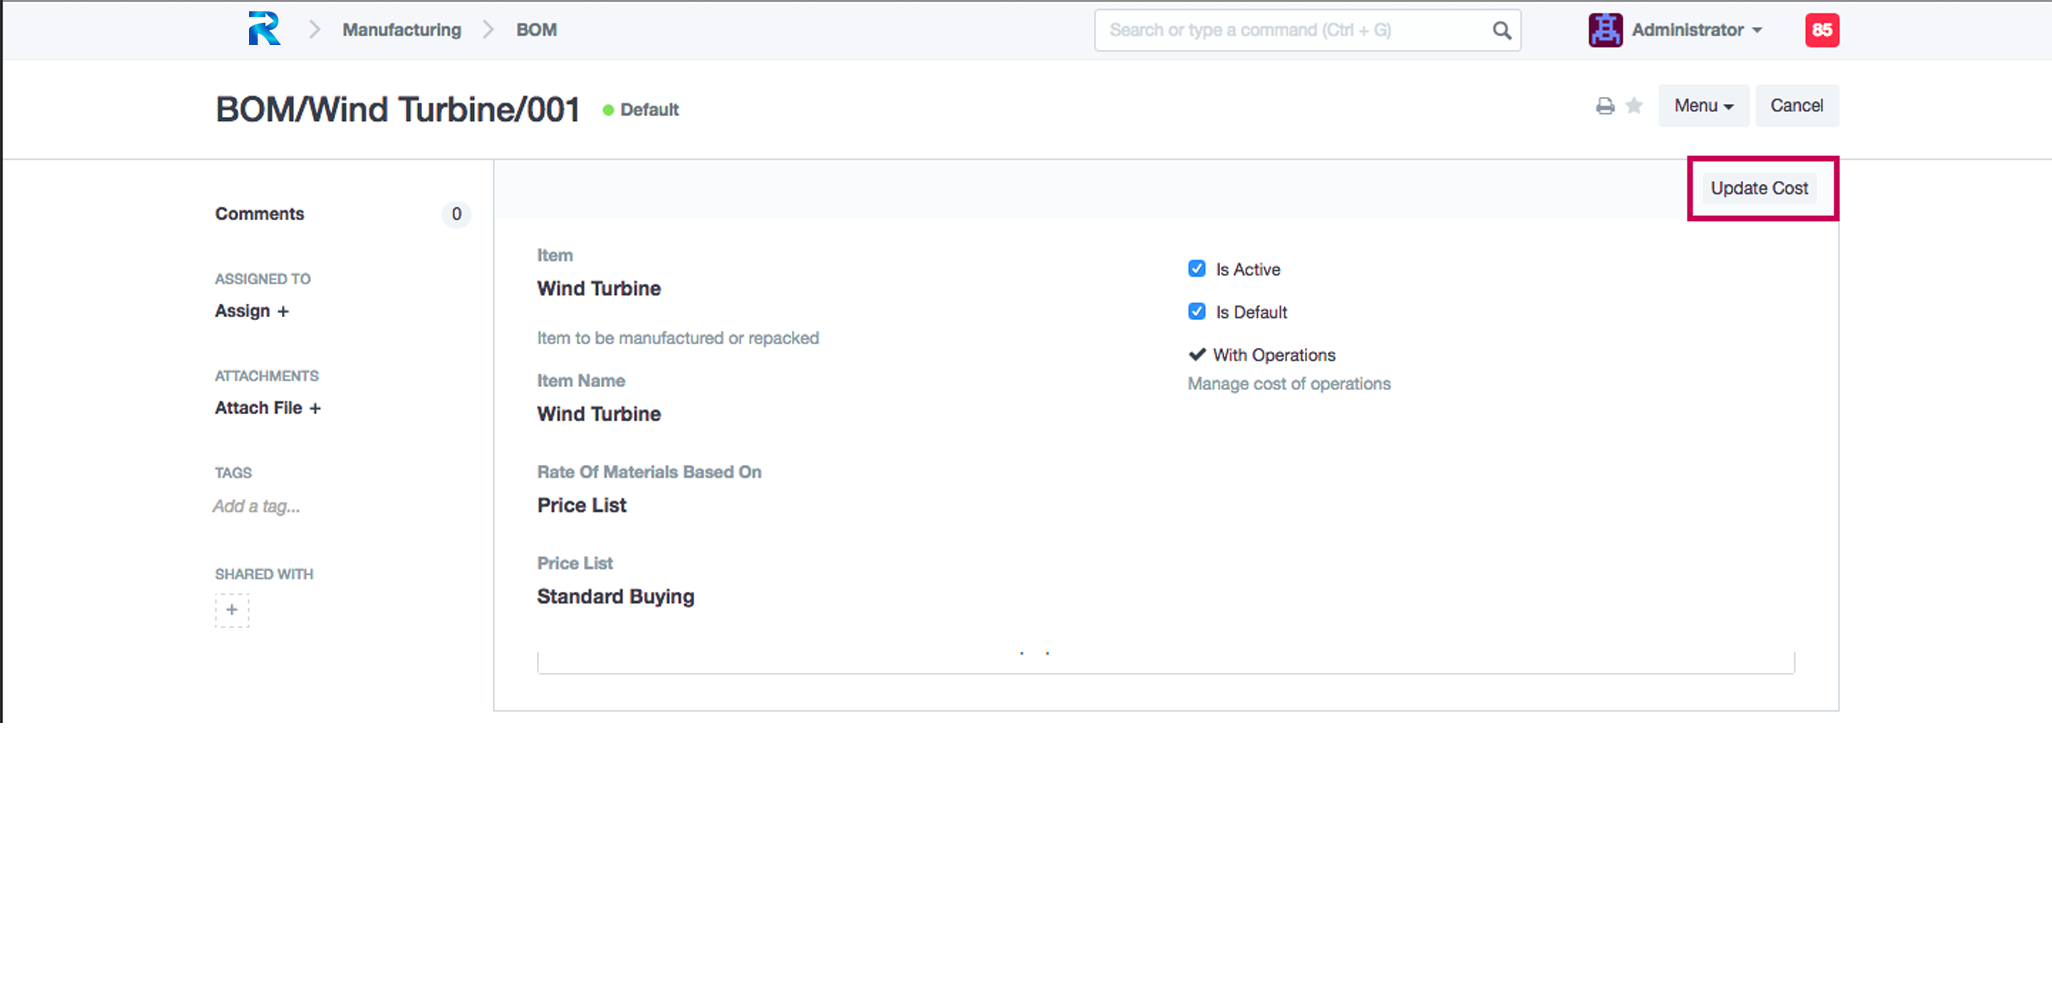 Manufacturing BOM Search or type a command (Ctrl + G) Administrator 85
BOM/Wind Turbine/001 Default Menu Cancel
Update Cost
Comments 0
ASSIGNED TO
Assign +
ATTACHMENTS
Attach File +
TAGS
Add a tag...
SHARED WITH
+
Item
Wind Turbine
Item to be manufactured or repacked
Item Name
Wind Turbine
Rate Of Materials Based On
Price List
Price List
Standard Buying
Is Active
Is Default
With Operations
Manage cost of operations